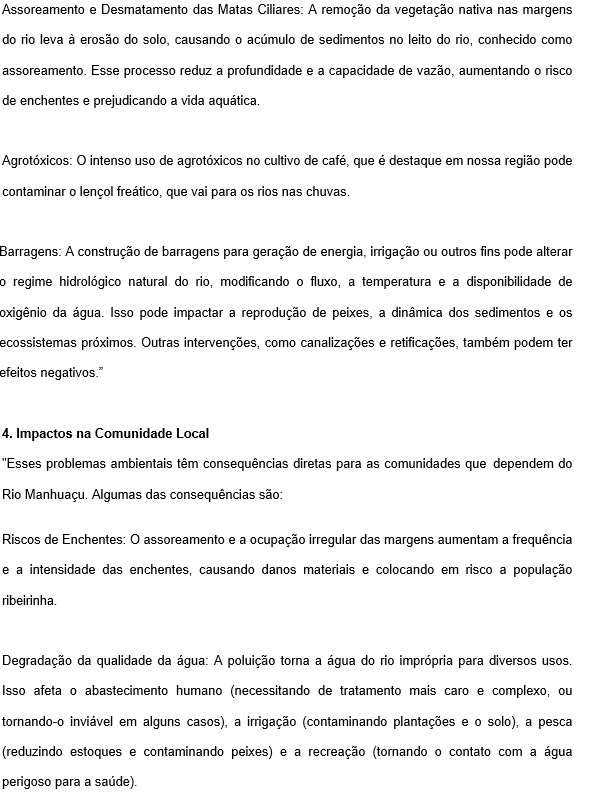 Assoreamento e Desmatamento das Matas Ciliares: A remoção da vegetação nativa nas margens
do rio leva à erosão do solo, causando o acúmulo de sedimentos no leito do rio, conhecido como
assoreamento. Esse processo reduz a profundidade e a capacidade de vazão, aumentando o risco
de enchentes e prejudicando a vida aquática.
Agrotóxicos: O intenso uso de agrotóxicos no cultivo de café, que é destaque em nossa região pode
contaminar o lençol freático, que vai para os rios nas chuvas.
Barragens: A construção de barragens para geração de energia, irrigação ou outros fins pode alterar
o regime hidrológico natural do rio, modificando o fluxo, a temperatura e a disponibilidade de
oxigênio da água. Isso pode impactar a reprodução de peixes, a dinâmica dos sedimentos e os
ecossistemas próximos. Outras intervenções, como canalizações e retificações, também podem ter
efeitos negativos.”
4. Impactos na Comunidade Local
"Esses problemas ambientais têm consequências diretas para as comunidades que dependem do
Rio Manhuaçu. Algumas das consequências são:
Riscos de Enchentes: O assoreamento e a ocupação irregular das margens aumentam a frequência
e a intensidade das enchentes, causando danos materiais e colocando em risco a população
ribeirinha.
Degradação da qualidade da água: A poluição torna a água do rio imprópria para diversos usos.
Isso afeta o abastecimento humano (necessitando de tratamento mais caro e complexo, ou
tornando-o inviável em alguns casos), a irrigação (contaminando plantações e o solo), a pesca
(reduzindo estoques e contaminando peixes) e a recreação (tornando o contato com a água
perigoso para a saúde).